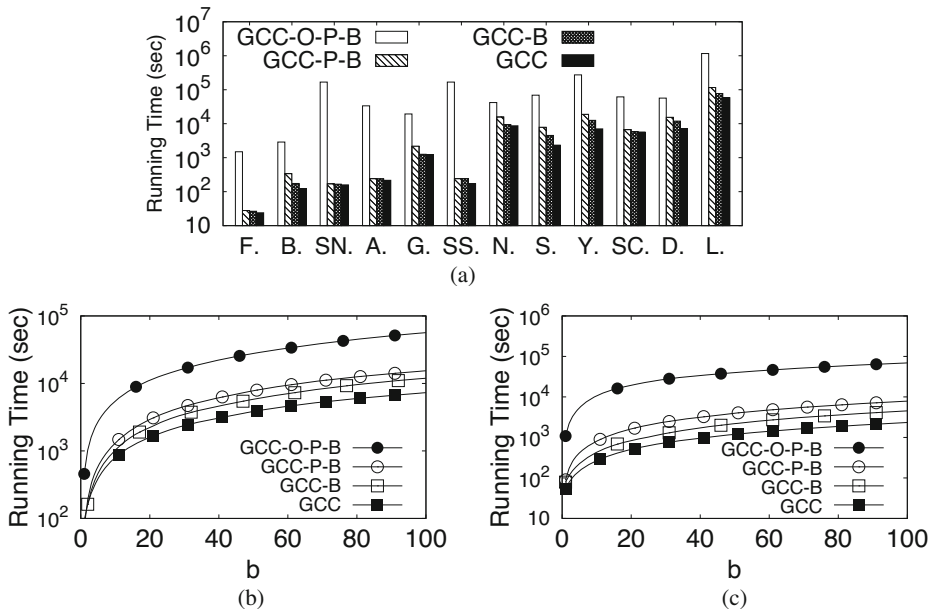 Running Time (sec)
10^7
10^6
10^5
10^4
10^3
10^2
10
GCC-O-P-B
GCC-P-B
GCC-B
GCC
F. B. SN. A. G. SS. N. S. Y. SC. D. L.
(a)
Running Time (sec)
10^5
10^4
10^3
10^2
GCC-O-P-B
GCC-P-B
GCC-B
GCC
0 20 40 60 80 100
b
(b)
Running Time (sec)
10^6
10^5
10^4
10^3
10^2
10
GCC-O-P-B
GCC-P-B
GCC-B
GCC
0 20 40 60 80 100
b
(c)